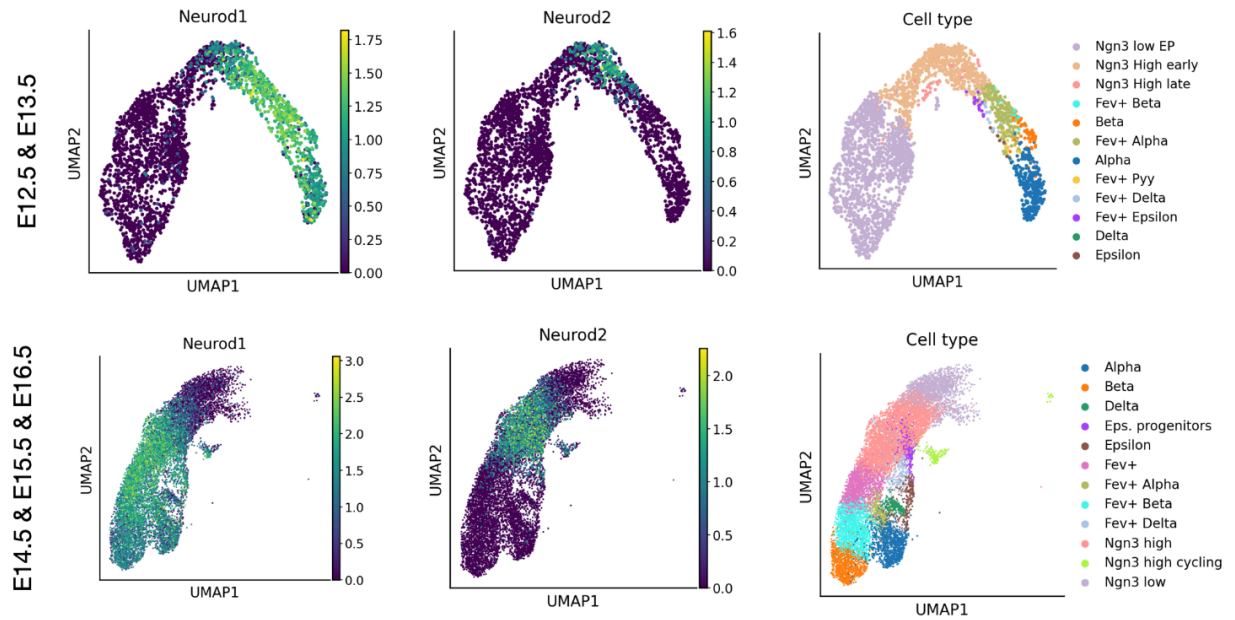 E12.5 & E13.5
Neurod1
UMAP2
UMAP1
1.75
1.50
1.25
1.00
0.75
0.50
0.25
0.00
Neurod2
UMAP2
UMAP1
1.6
1.4
1.2
1.0
0.8
0.6
0.4
0.2
0.0
Cell type
UMAP2
UMAP1
Ngn3 low EP
Ngn3 High early
Ngn3 High late
Fev+ Beta
Beta
Fev+ Alpha
Alpha
Fev+ Pyy
Fev+ Delta
Fev+ Epsilon
Delta
Epsilon
E14.5 & E15.5 & E16.5
Neurod1
UMAP2
UMAP1
3.0
2.5
2.0
1.5
1.0
0.5
0.0
Neurod2
UMAP2
UMAP1
2.0
1.5
1.0
0.5
0.0
Cell type
UMAP2
UMAP1
Alpha
Beta
Delta
Eps. progenitors
Epsilon
Fev+
Fev+ Alpha
Fev+ Beta
Fev+ Delta
Ngn3 high
Ngn3 high cycling
Ngn3 low